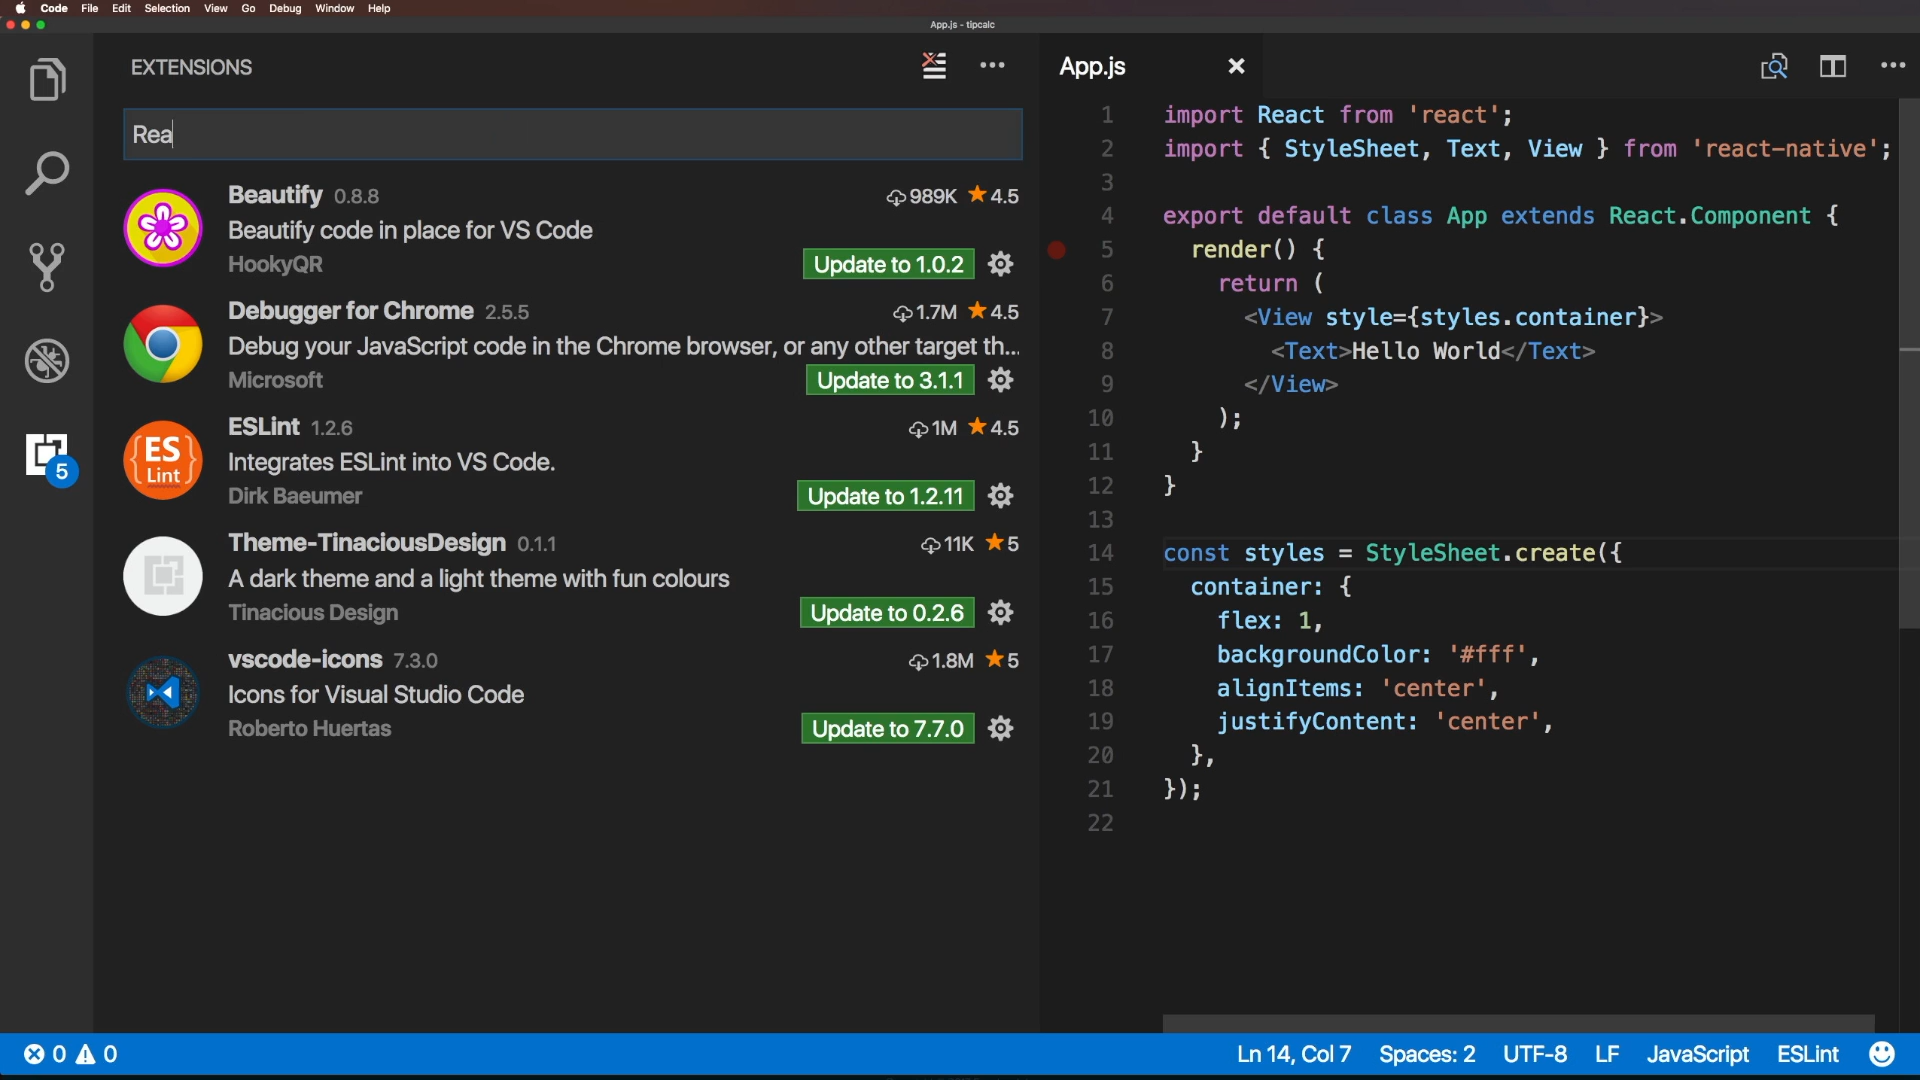 Code File Edit Selection View Go Debug Window Help
App.js - tipcalc
EXTENSIONS
Rea
Beautify 0.8.8 989K 4.5
Beautify code in place for VS Code
HookyQR Update to 1.0.2
Debugger for Chrome 2.5.5 1.7M 4.5
Debug your JavaScript code in the Chrome browser, or any other target th...
Microsoft Update to 3.1.1
ES
Lint
ESLint 1.2.6 1M 4.5
Integrates ESLint into VS Code.
Dirk Baeumer Update to 1.2.11
Theme-TinaciousDesign 0.1.1 11K 5
A dark theme and a light theme with fun colours
Tinacious Design Update to 0.2.6
vscode-icons 7.3.0 1.8M 5
Icons for Visual Studio Code
Roberto Huertas Update to 7.7.0
5
App.js
1 import React from 'react';
2 import { StyleSheet, Text, View } from 'react-native';
3
4 export default class App extends React.Component {
5 render() {
6 return (
7 <View style={styles.container}>
8 <Text>Hello World</Text>
9 </View>
10 );
11 }
12 }
13
14 const styles = StyleSheet.create({
15 container: {
16 flex: 1,
17 backgroundColor: '#fff',
18 alignItems: 'center',
19 justifyContent: 'center',
20 },
21 });
22
0 0 Ln 14, Col 7 Spaces: 2 UTF-8 LF JavaScript ESLint